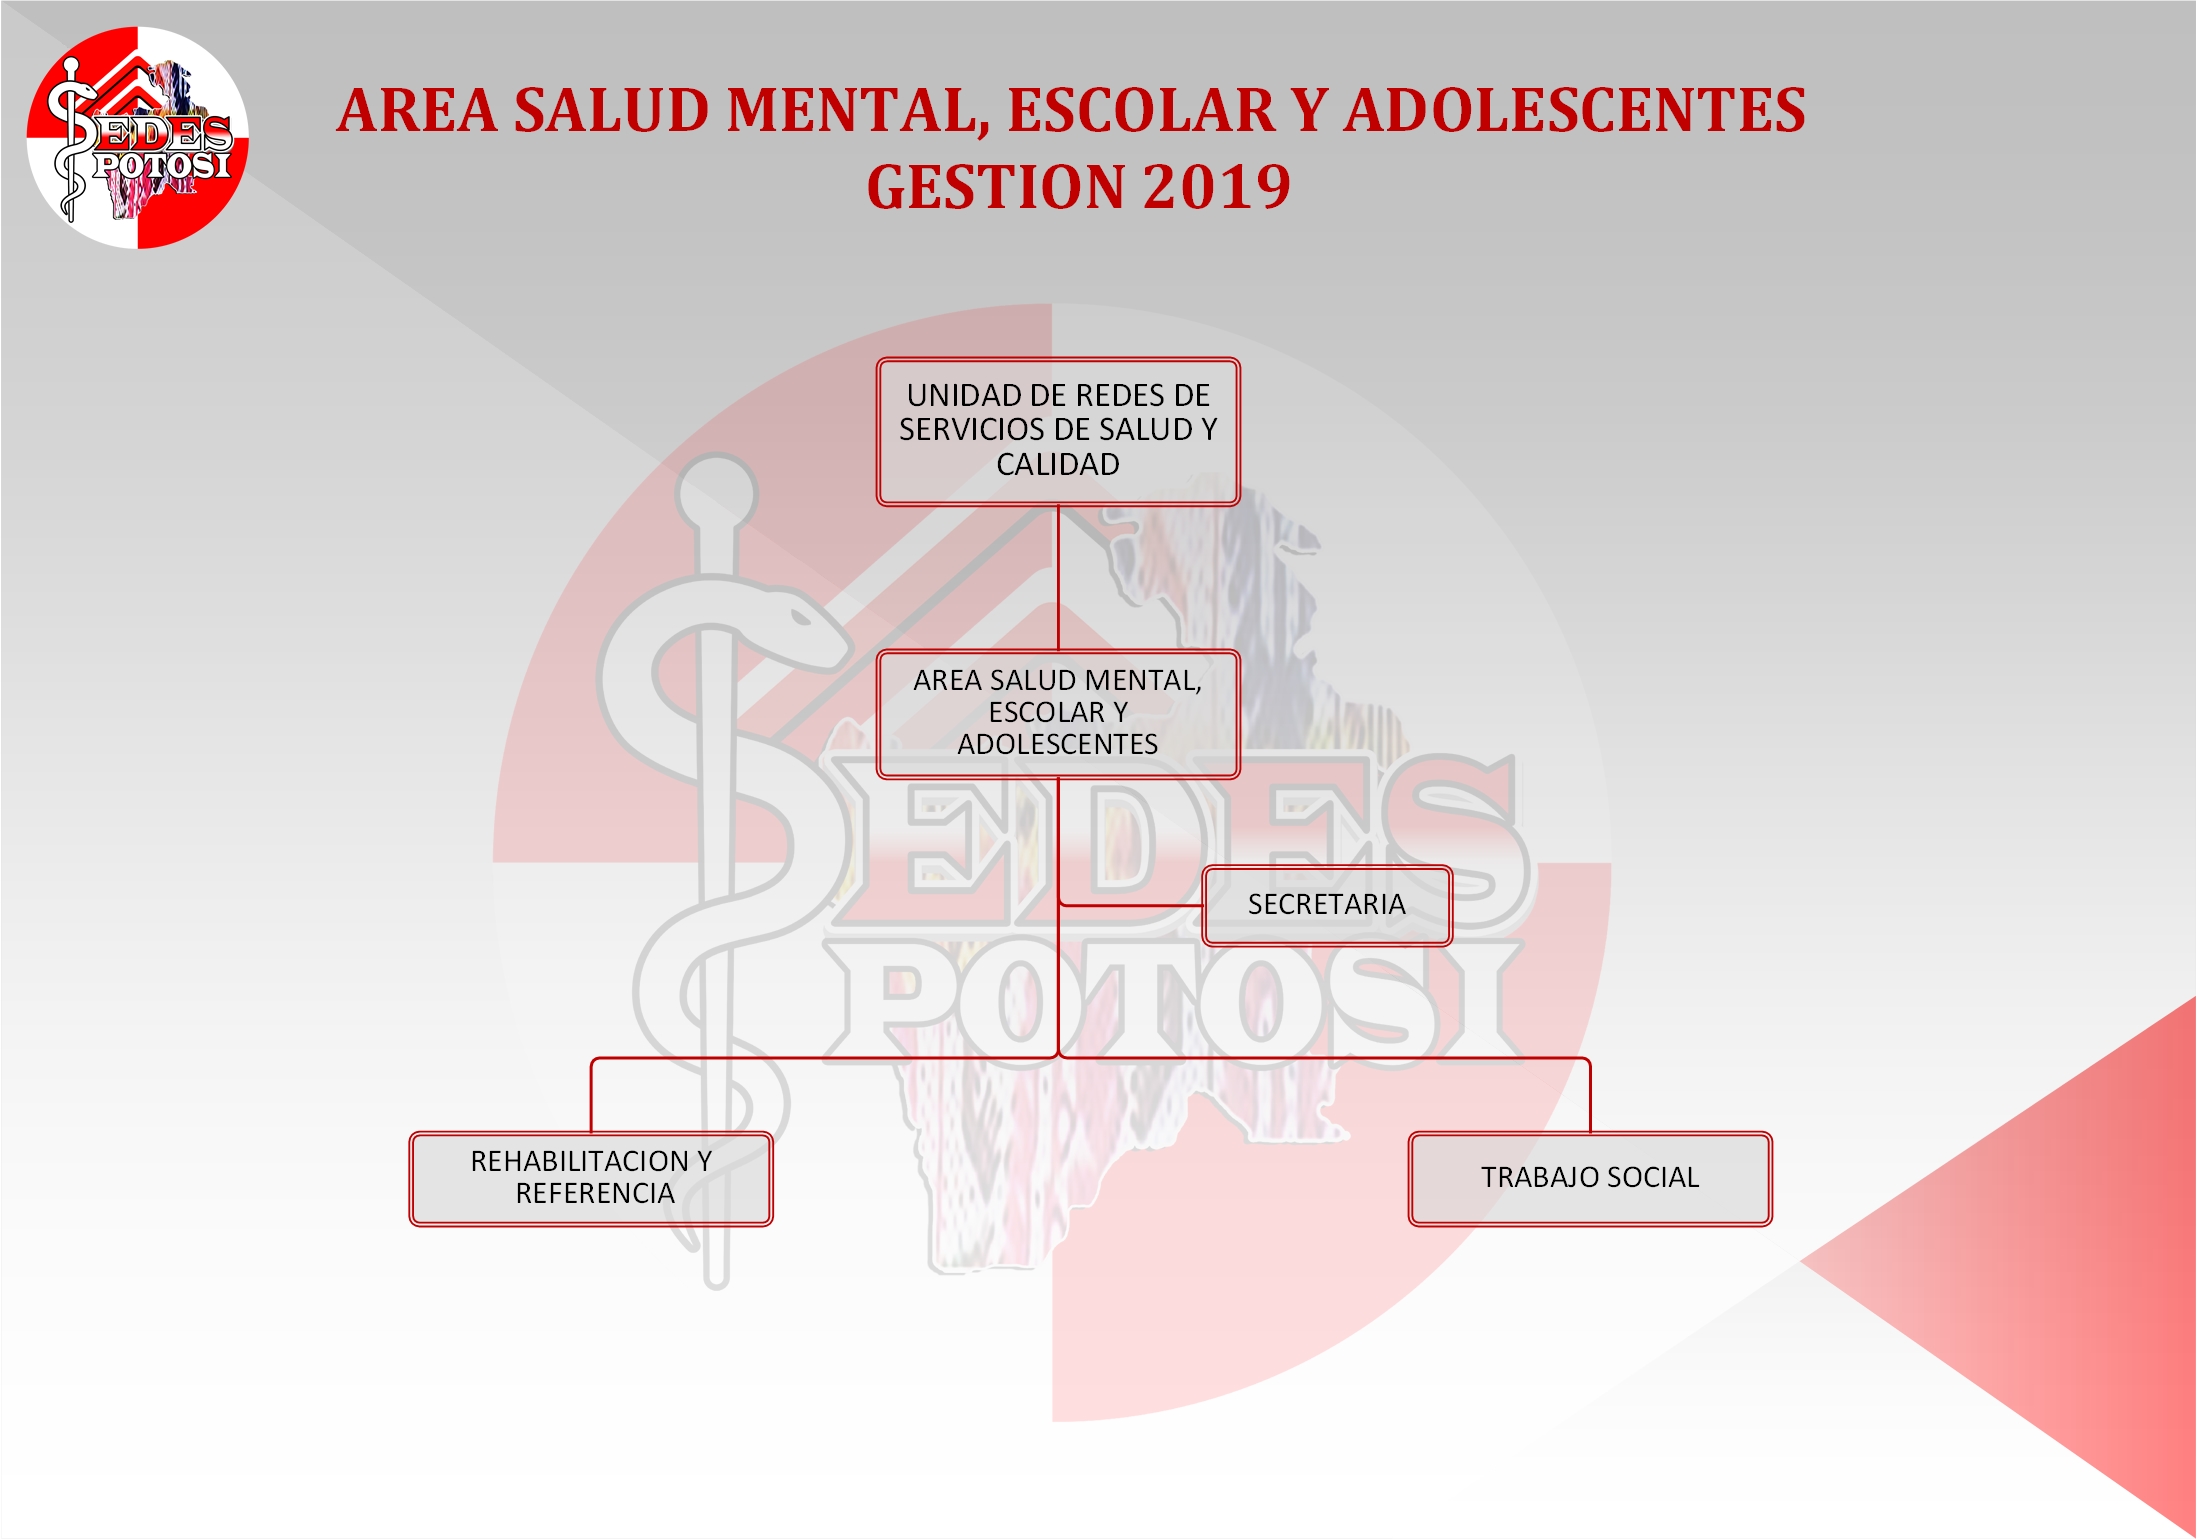 SEDES
POTOSI
AREA SALUD MENTAL, ESCOLAR Y ADOLESCENTES
GESTION 2019
UNIDAD DE REDES DE
SERVICIOS DE SALUD Y
CALIDAD
AREA SALUD MENTAL,
ESCOLAR Y
ADOLESCENTES
SECRETARIA
REHABILITACION Y
REFERENCIA
TRABAJO SOCIAL
SEDES
POTOSI